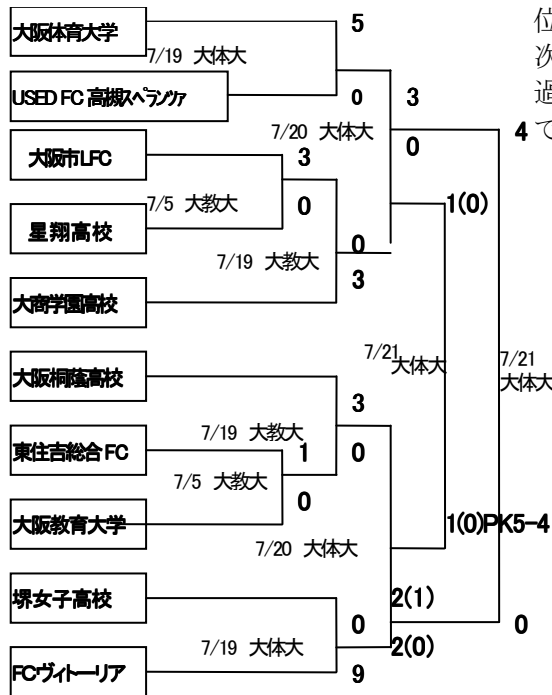 大阪体育大学
5
位
7/19 大体大
次
USED FC 高槻スペランツァ
0
3
過
7/20 大体大
0
4
て
大阪市LFC
3
7/5 大教大
0
1(0)
星翔高校
7/19 大教大
0
3
大商学園高校
7/21
大体大
7/21
大体大
大阪桐蔭高校
3
7/19 大教大
東住吉総合 FC
1
0
7/5 大教大
0
大阪教育大学
1(0)PK5-4
7/20 大体大
堺女子高校
2(1)
0
0
7/19 大体大
2(0)
FCヴィトーリア
9